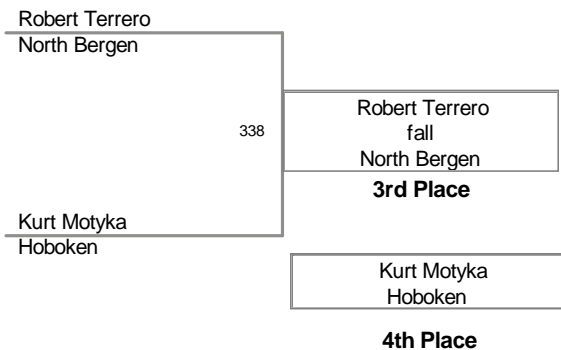 Robert Terrero
North Bergen
338
Robert Terrero
fall
North Bergen
3rd Place
Kurt Motyka
Hoboken
Kurt Motyka
Hoboken
4th Place